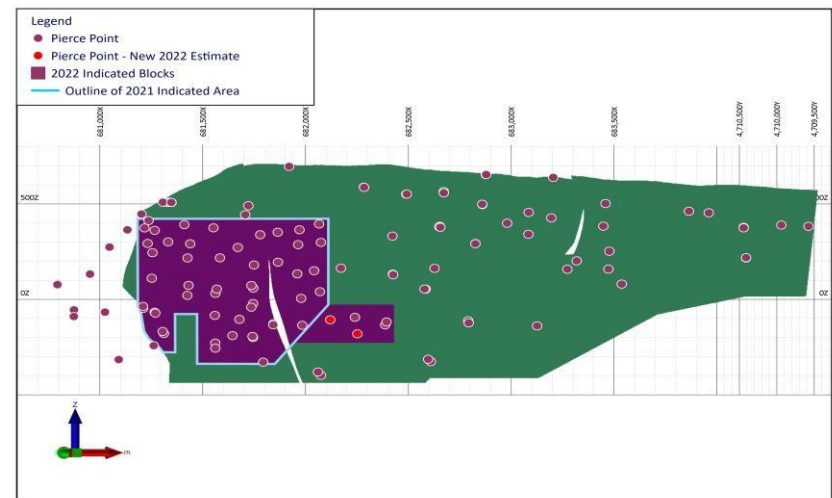 Legend
Pierce Point
Pierce Point - New 2022 Estimate
2022 Indicated Blocks
Outline of 2021 Indicated Area
681,000X
681,500X
682,000X
682,500X
683,000X
683,500X
4,710,500Y
4,710,000Y
4,709,500Y
500Z
00Z
0Z
0Z
Z
m